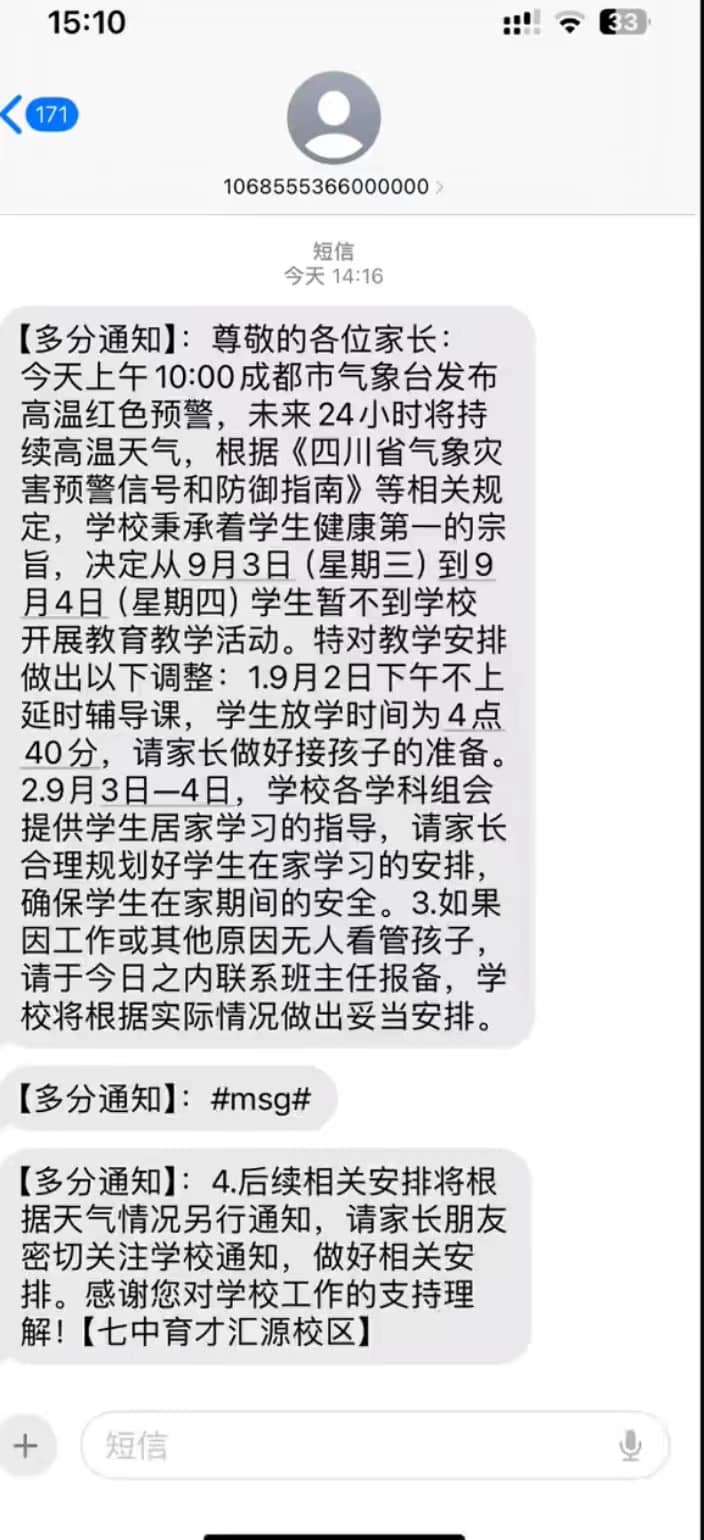 15:10
33
171
1068555366000000
短信
今天 14:16
【多分通知】：尊敬的各位家长：
今天上午10:00成都市气象台发布
高温红色预警，未来24小时将持
续高温天气，根据《四川省气象灾
害预警信号和防御指南》等相关规
定，学校秉承着学生健康第一的宗
旨，决定从9月3日（星期三）到9
月4日（星期四）学生暂不到学校
开展教育教学活动。特对教学安排
做出以下调整：1.9月2日下午不上
延时辅导课，学生放学时间为4点
40分，请家长做好接孩子的准备。
2.9月3日—4日，学校各学科组会
提供学生居家学习的指导，请家长
合理规划好学生在家学习的安排，
确保学生在家期间的安全。3.如果
因工作或其他原因无人看管孩子，
请于今日之内联系班主任报备，学
校将根据实际情况做出妥当安排。
【多分通知】：#msg#
【多分通知】：4.后续相关安排将根
据天气情况另行通知，请家长朋友
密切关注学校通知，做好相关安
排。感谢您对学校工作的支持理
解！【七中育才汇源校区】
短信